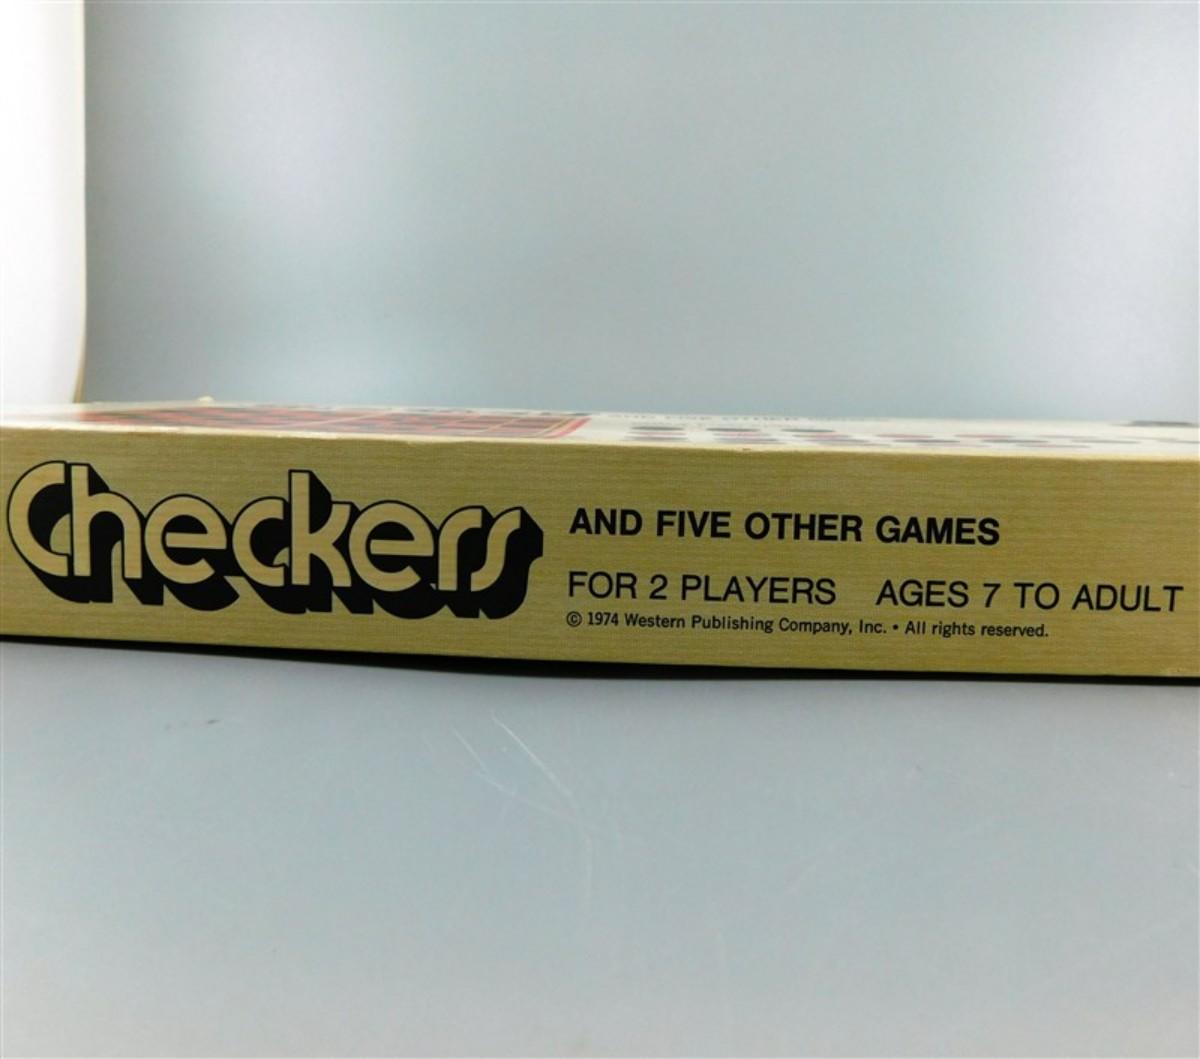 Checkers
AND FIVE OTHER GAMES
FOR 2 PLAYERS AGES 7 TO ADULT
© 1974 Western Publishing Company, Inc. • All rights reserved.